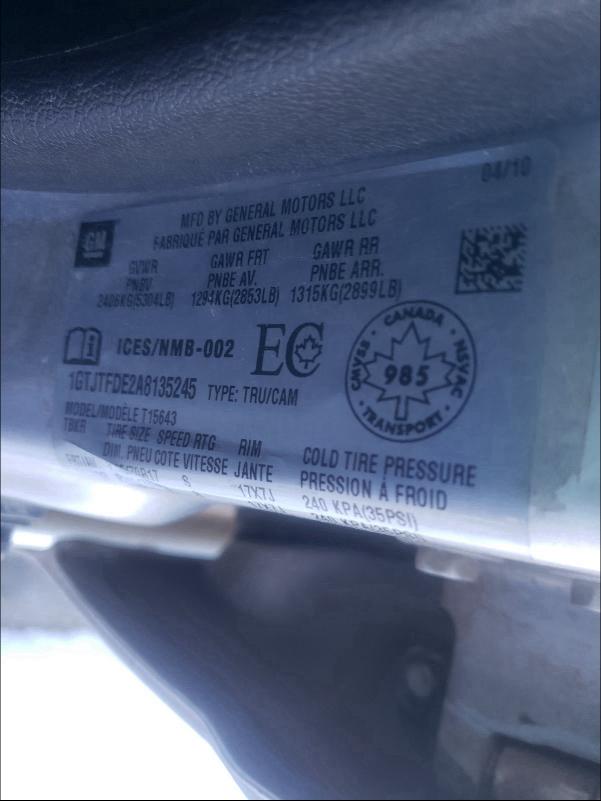 04/10
MFD BY GENERAL MOTORS LLC
FABRIQUÉ PAR GENERAL MOTORS LLC
GM
GVWR GAWR FRT GAWR RR
PNBV PNBE AV. PNBE ARR.
2406KG(5304LB) 1294KG(2853LB) 1315KG(2899LB)
ICES/NMB-002 EC
CANADA
CMVSS 985 NSVAC
TRANSPORT
1GTJTFDE2A8135245 TYPE: TRU/CAM
MODEL/MODÈLE T15643
TBKR TIRE SIZE SPEED RTG RIM COLD TIRE PRESSURE
DIM. PNEU COTE VITESSE JANTE PRESSION À FROID
S 17X7J 240 KPA(35PSI)